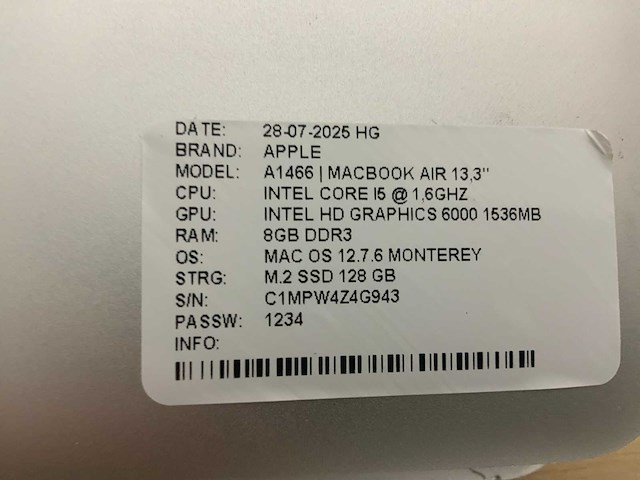 DATE: 28-07-2025 HG
BRAND: APPLE
MODEL: A1466 | MACBOOK AIR 13,3"
CPU: INTEL CORE I5 @ 1,6GHZ
GPU: INTEL HD GRAPHICS 6000 1536MB
RAM: 8GB DDR3
OS: MAC OS 12.7.6 MONTEREY
STRG: M.2 SSD 128 GB
S/N: C1MPW4Z4G943
PASSW: 1234
INFO: